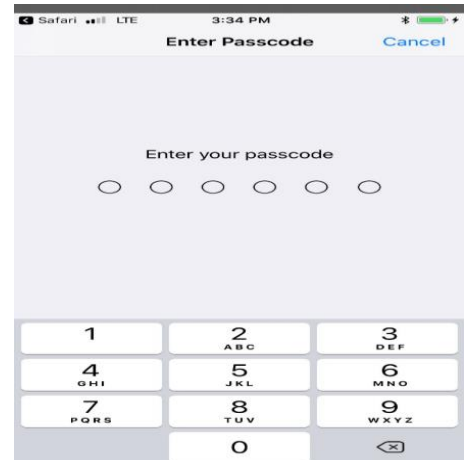 Safari LTE 3:34 PM
Enter Passcode Cancel
Enter your passcode
1 2 3
ABC DEF
4 5 6
GHI JKL MNO
7 8 9
PQRS TUV WXYZ
0